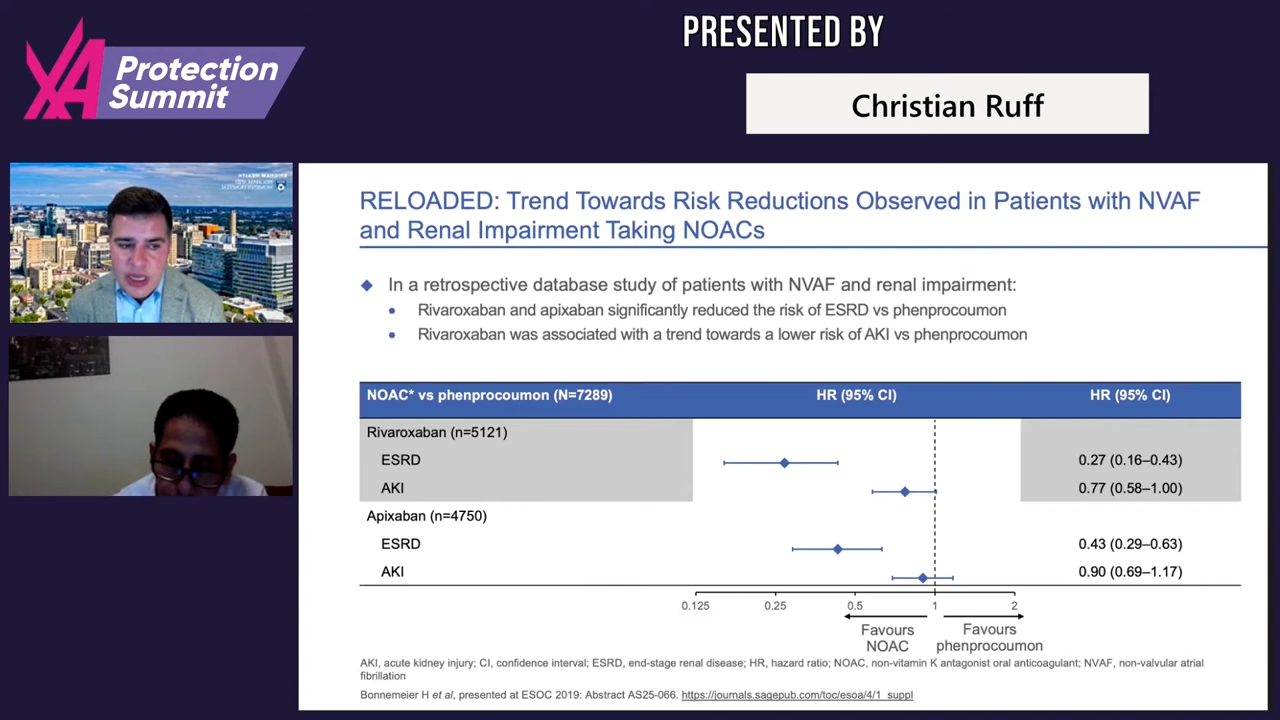 PRESENTED BY
Christian Ruff
XA Protection
Summit
RELOADED: Trend Towards Risk Reductions Observed in Patients with NVAF
and Renal Impairment Taking NOACs
In a retrospective database study of patients with NVAF and renal impairment:
Rivaroxaban and apixaban significantly reduced the risk of ESRD vs phenprocoumon
Rivaroxaban was associated with a trend towards a lower risk of AKI vs phenprocoumon
NOAC* vs phenprocoumon (N=7289) HR (95% CI) HR (95% CI)
Rivaroxaban (n=5121)
ESRD 0.27 (0.16–0.43)
AKI 0.77 (0.58–1.00)
Apixaban (n=4750)
ESRD 0.43 (0.29–0.63)
AKI 0.90 (0.69–1.17)
0.125 0.25 0.5 1 2
Favours Favours
NOAC phenprocoumon
AKI, acute kidney injury; CI, confidence interval; ESRD, end-stage renal disease; HR, hazard ratio; NOAC, non-vitamin K antagonist oral anticoagulant; NVAF, non-valvular atrial
fibrillation
Bonnemeier H et al, presented at ESOC 2019: Abstract AS25-066. https://journals.sagepub.com/toc/esoa/4/1_suppl